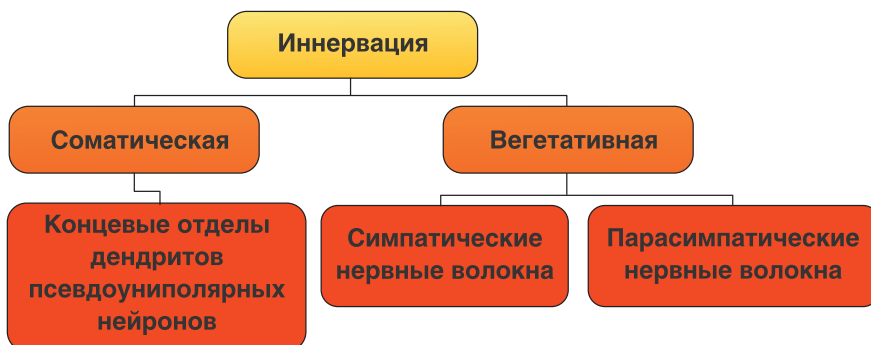 Иннервация
Соматическая
Вегетативная
Концевые отделы
дендритов
псевдоуниполярных
нейронов
Симпатические
нервные волокна
Парасимпатические
нервные волокна